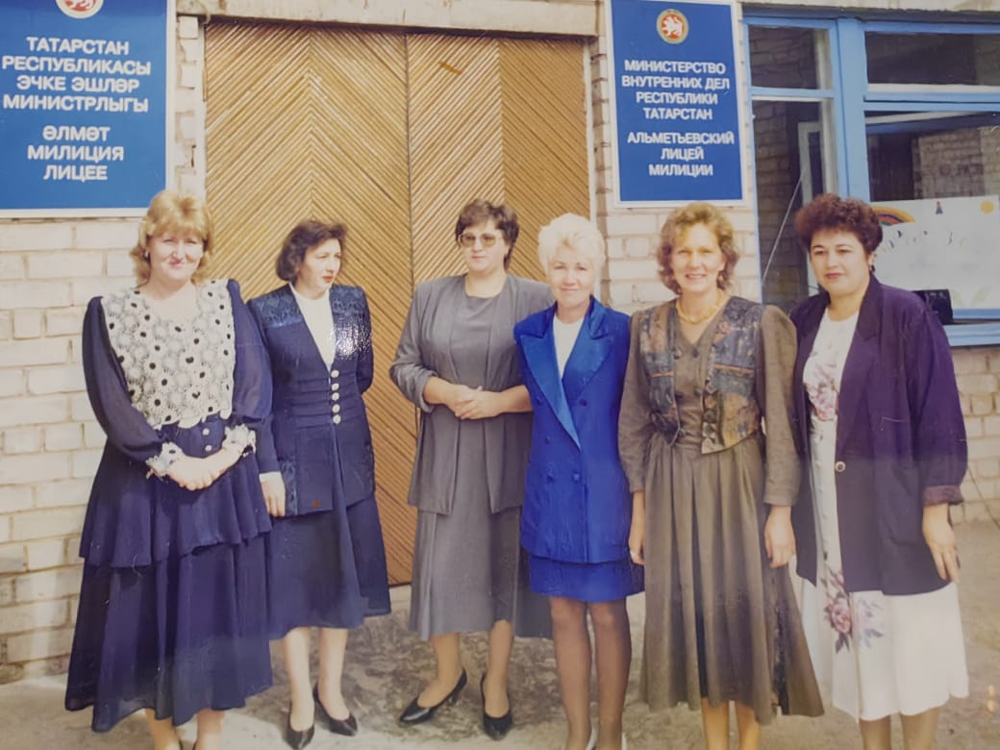 ТАТАРСТАН
РЕСПУБЛИКАСЫ
ЭЧКЕ ЭШЛӘР
МИНИСТРЛЫГЫ
ӘЛМӘТ
МИЛИЦИЯ
ЛИЦЕЕ
МИНИСТЕРСТВО
ВНУТРЕННИХ ДЕЛ
РЕСПУБЛИКИ
ТАТАРСТАН
АЛЬМЕТЬЕВСКИЙ
ЛИЦЕЙ
МИЛИЦИИ